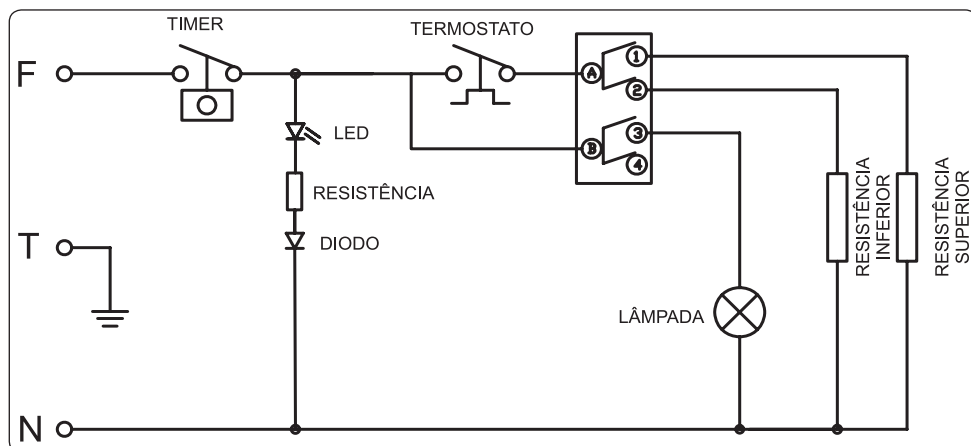 TIMER
TERMOSTATO
F
A
1
2
LED
B
3
4
RESISTÊNCIA
DIODO
RESISTÊNCIA
INFERIOR
RESISTÊNCIA
SUPERIOR
T
LÂMPADA
N